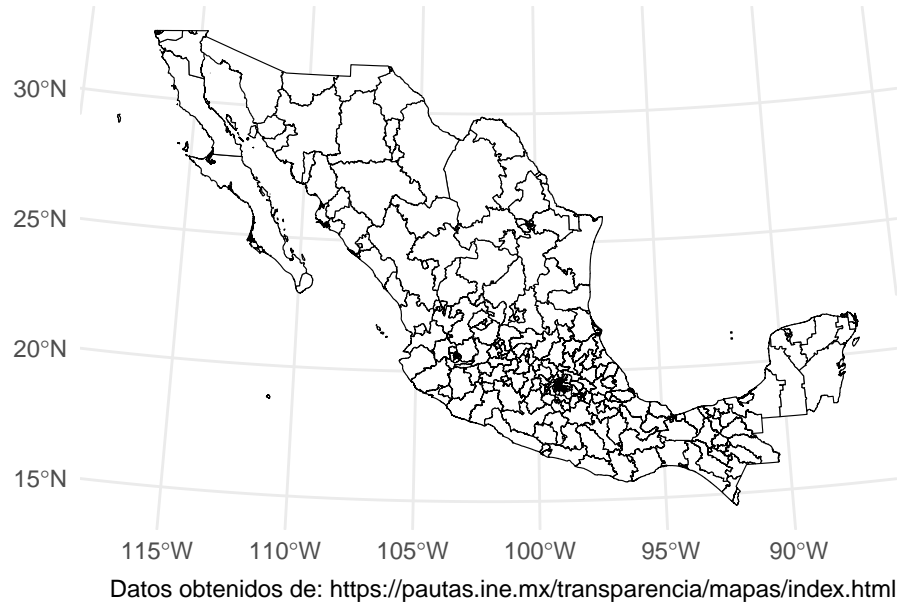 30°N
25°N
20°N
15°N
115°W 110°W 105°W 100°W 95°W 90°W
Datos obtenidos de: https://pautas.ine.mx/transparencia/mapas/index.html